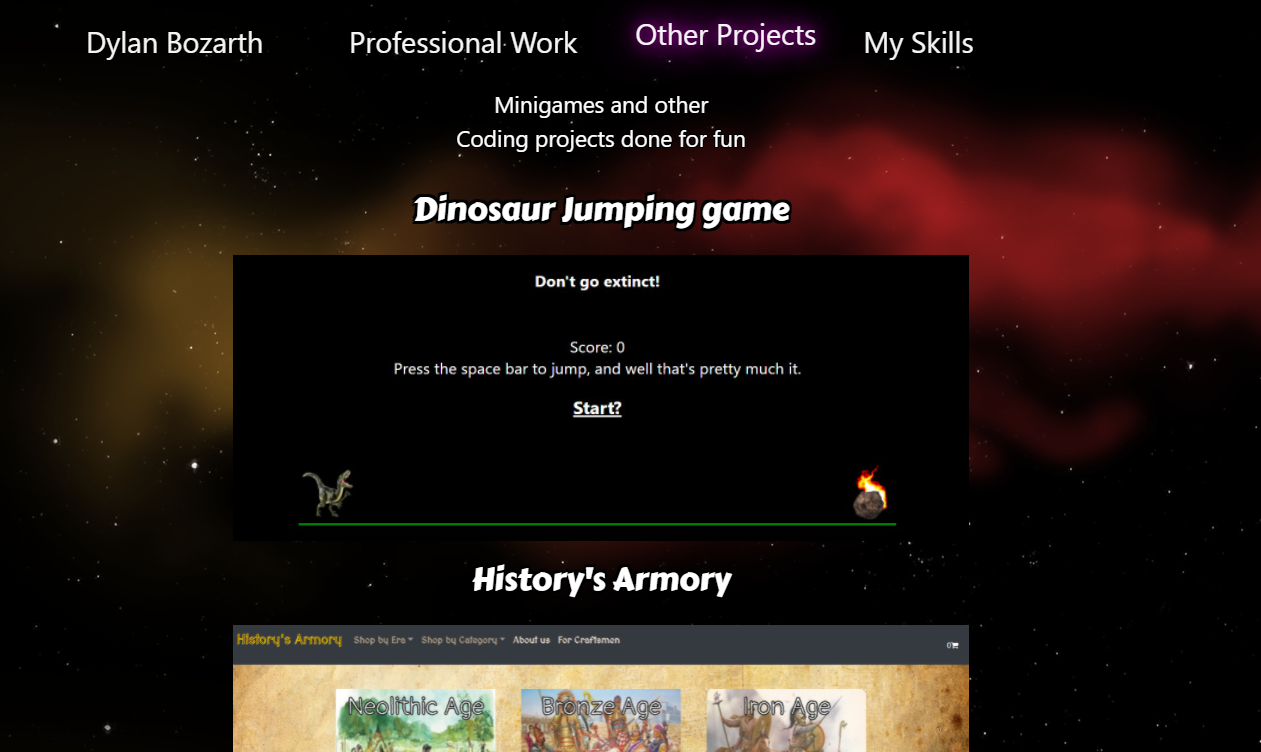 Dylan Bozarth Professional Work Other Projects My Skills
Minigames and other
Coding projects done for fun
Dinosaur Jumping game
Don't go extinct!
Score: 0
Press the space bar to jump, and well that's pretty much it.
Start?
History's Armory
History's Armory Shop by Era Shop by Category About us For Craftsmen 0
Neolithic Age Bronze Age Iron Age